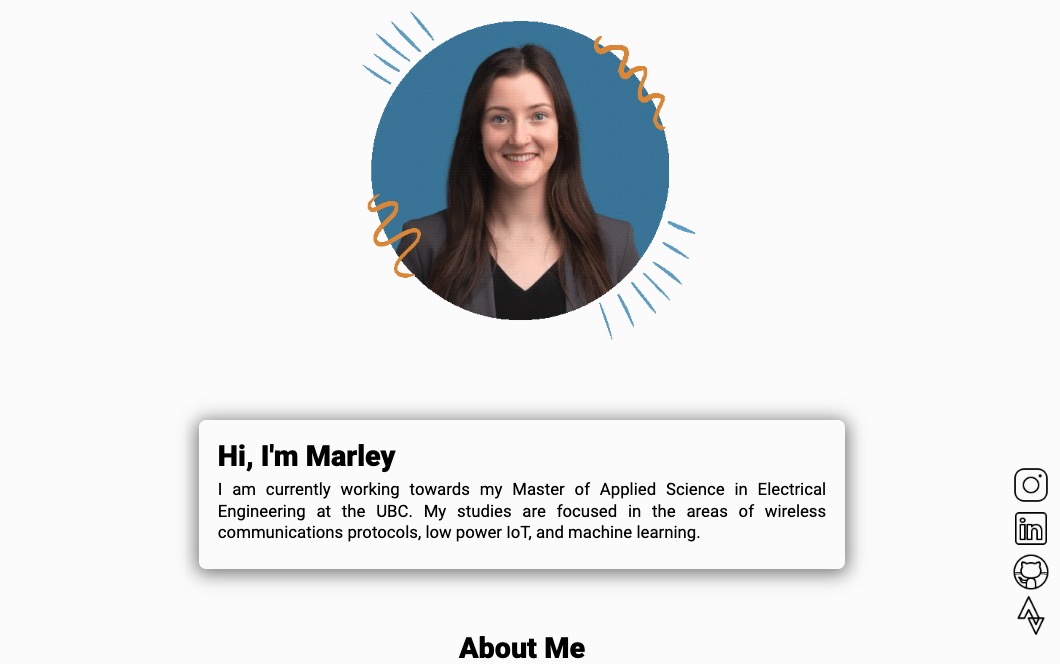 Hi, I'm Marley
I am currently working towards my Master of Applied Science in Electrical
Engineering at the UBC. My studies are focused in the areas of wireless
communications protocols, low power IoT, and machine learning.
in
About Me